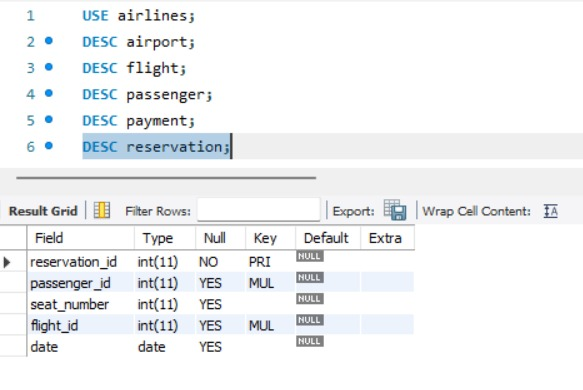 1 USE airlines;
2 DESC airport;
3 DESC flight;
4 DESC passenger;
5 DESC payment;
6 DESC reservation;
Result Grid Filter Rows: Export: Wrap Cell Content: IA
Field Type Null Key Default Extra
reservation_id int(11) NO PRI NULL
passenger_id int(11) YES MUL NULL
seat_number int(11) YES NULL
flight_id int(11) YES MUL NULL
date date YES NULL